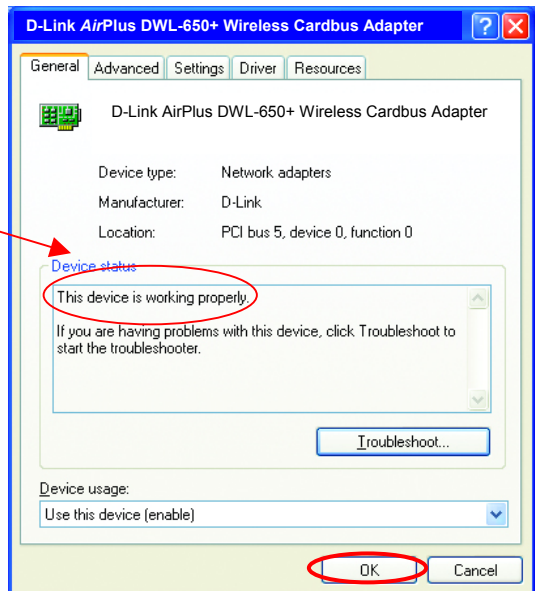 D-Link AirPlus DWL-650+ Wireless Cardbus Adapter
General Advanced Settings Driver Resources
D-Link AirPlus DWL-650+ Wireless Cardbus Adapter
Device type: Network adapters
Manufacturer: D-Link
Location: PCI bus 5, device 0, function 0
Device status
This device is working properly.
If you are having problems with this device, click Troubleshoot to
start the troubleshooter.
Troubleshoot...
Device usage:
Use this device (enable)
OK Cancel